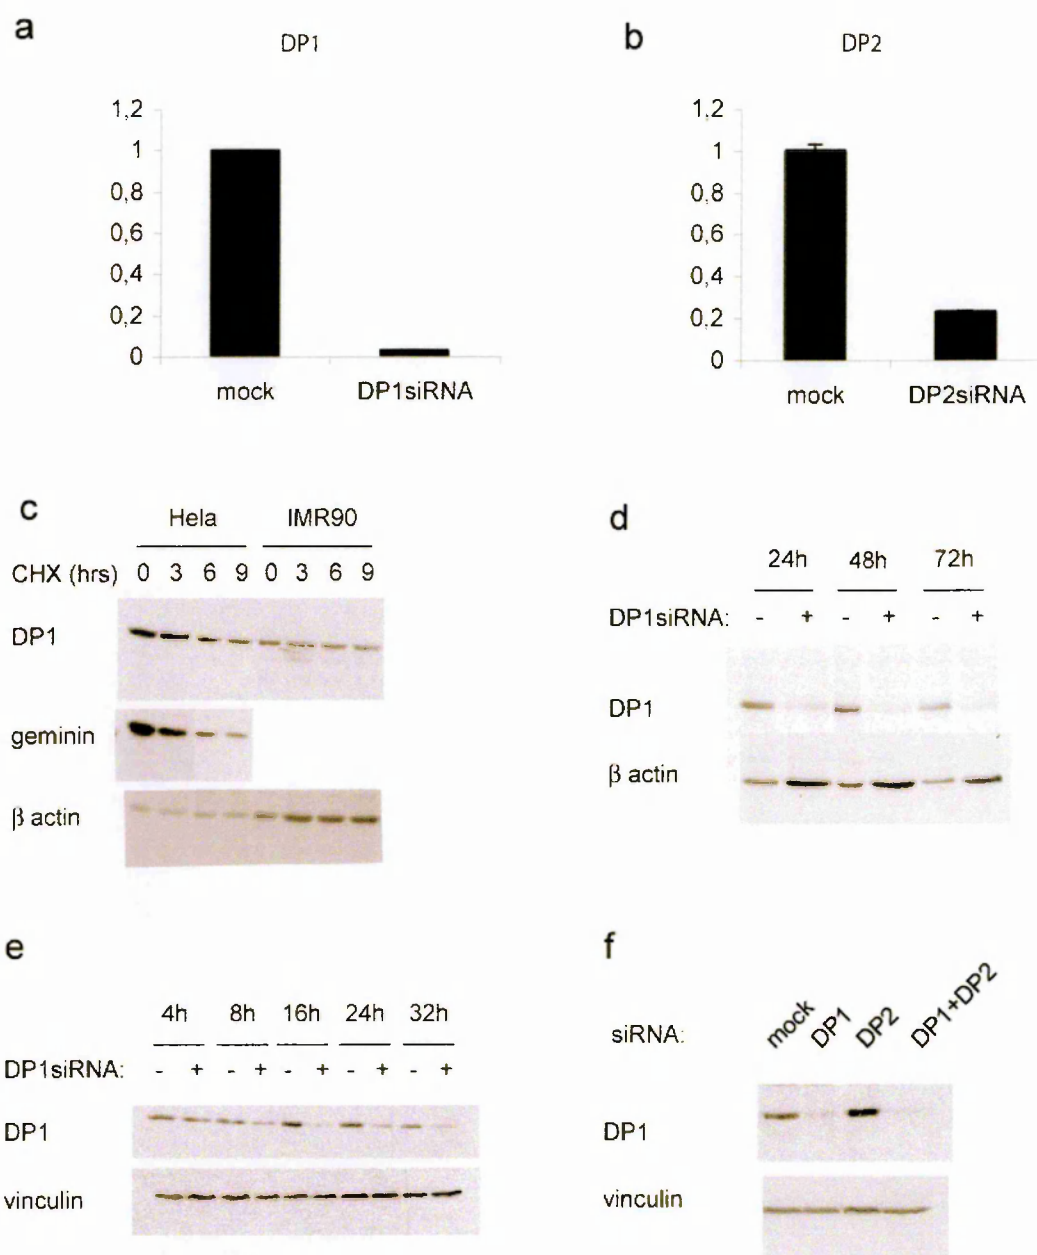 a
DP1
1,2
1
0,8
0,6
0,4
0,2
0
mock DP1siRNA
b
DP2
1,2
1
0,8
0,6
0,4
0,2
0
mock DP2siRNA
c
Hela IMR90
CHX (hrs) 0 3 6 9 0 3 6 9
DP1
geminin
β actin
d
24h 48h 72h
DP1siRNA: - + - + - +
DP1
β actin
e
4h 8h 16h 24h 32h
DP1siRNA: - + - + - + - + - +
DP1
vinculin
f
siRNA: mock DP1 DP2 DP1+DP2
DP1
vinculin